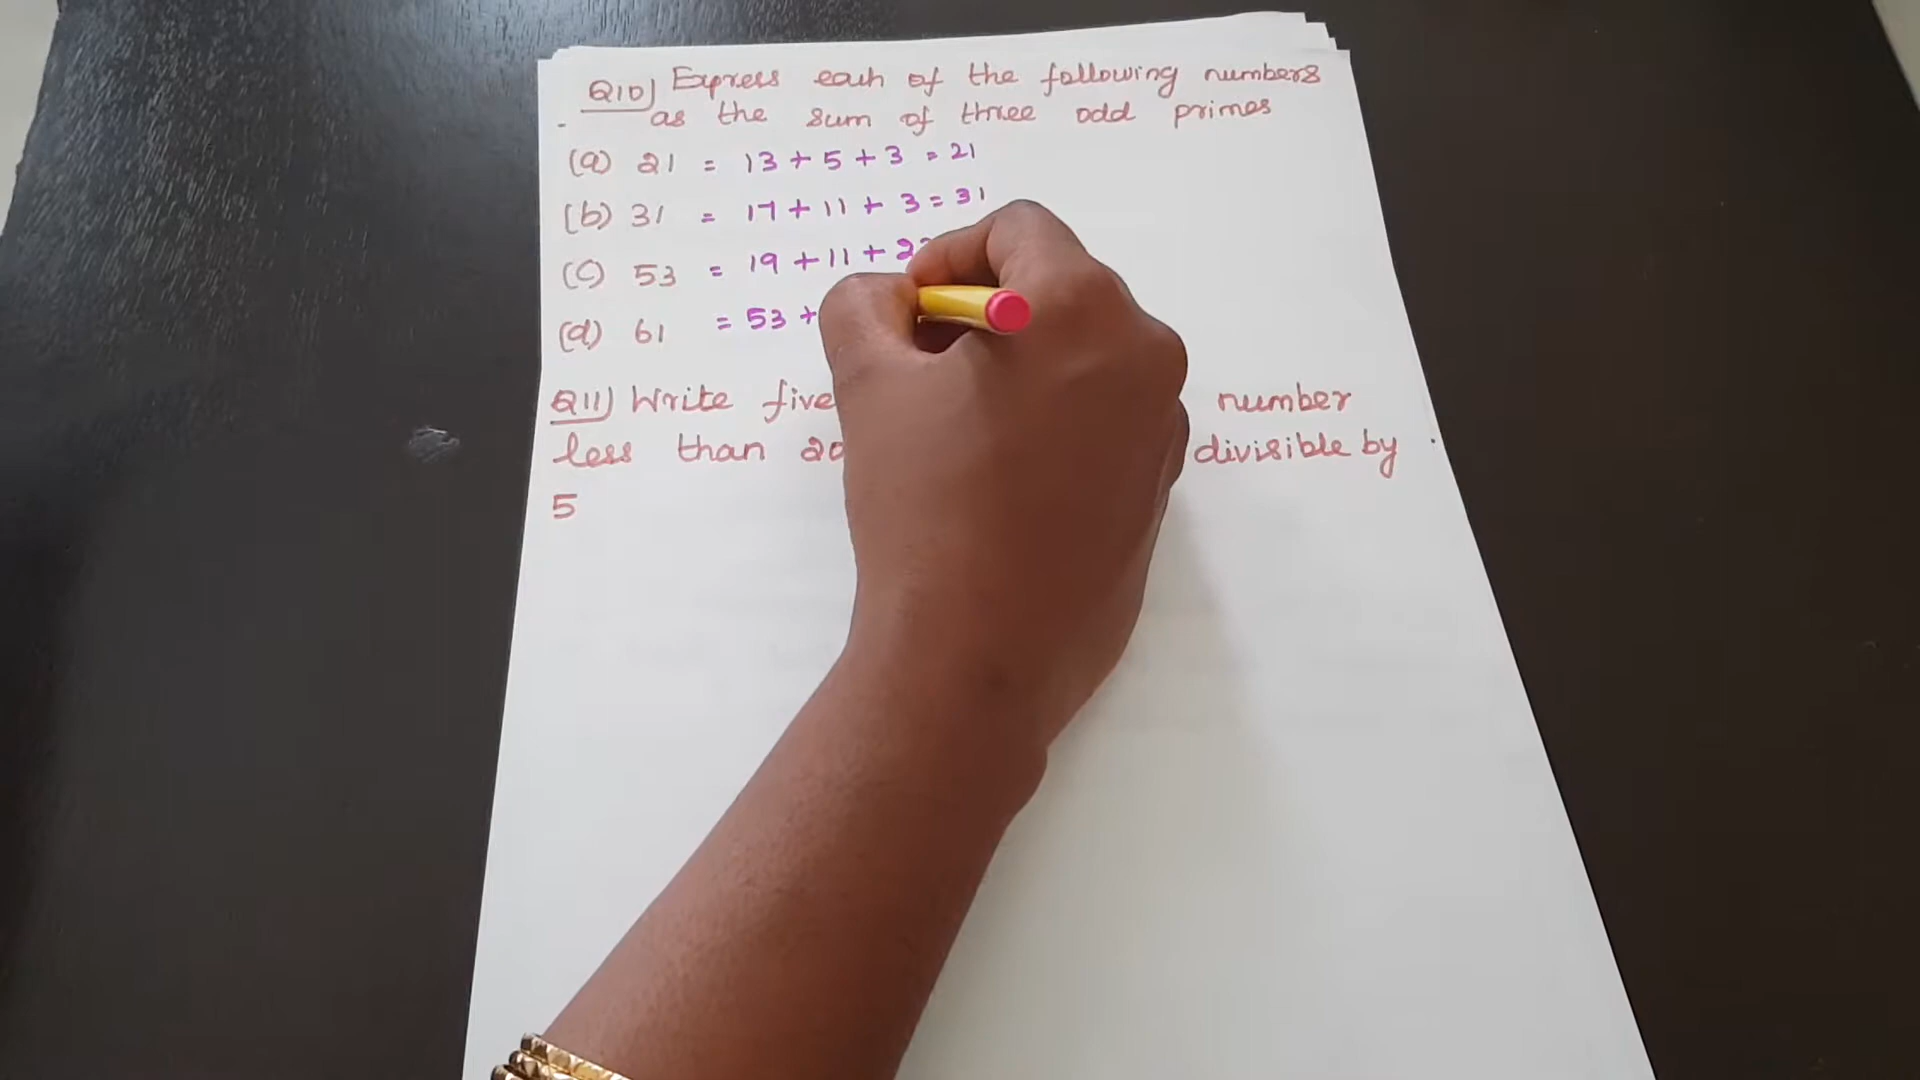 Q10) Express each of the following numbers
as the sum of three odd primes
(a) 21 = 13 + 5 + 3 = 21
(b) 31 = 17 + 11 + 3 = 31
(c) 53 = 19 + 11 + 2
(d) 61 = 53 +
Q11) Write five number
less than 20 divisible by
5